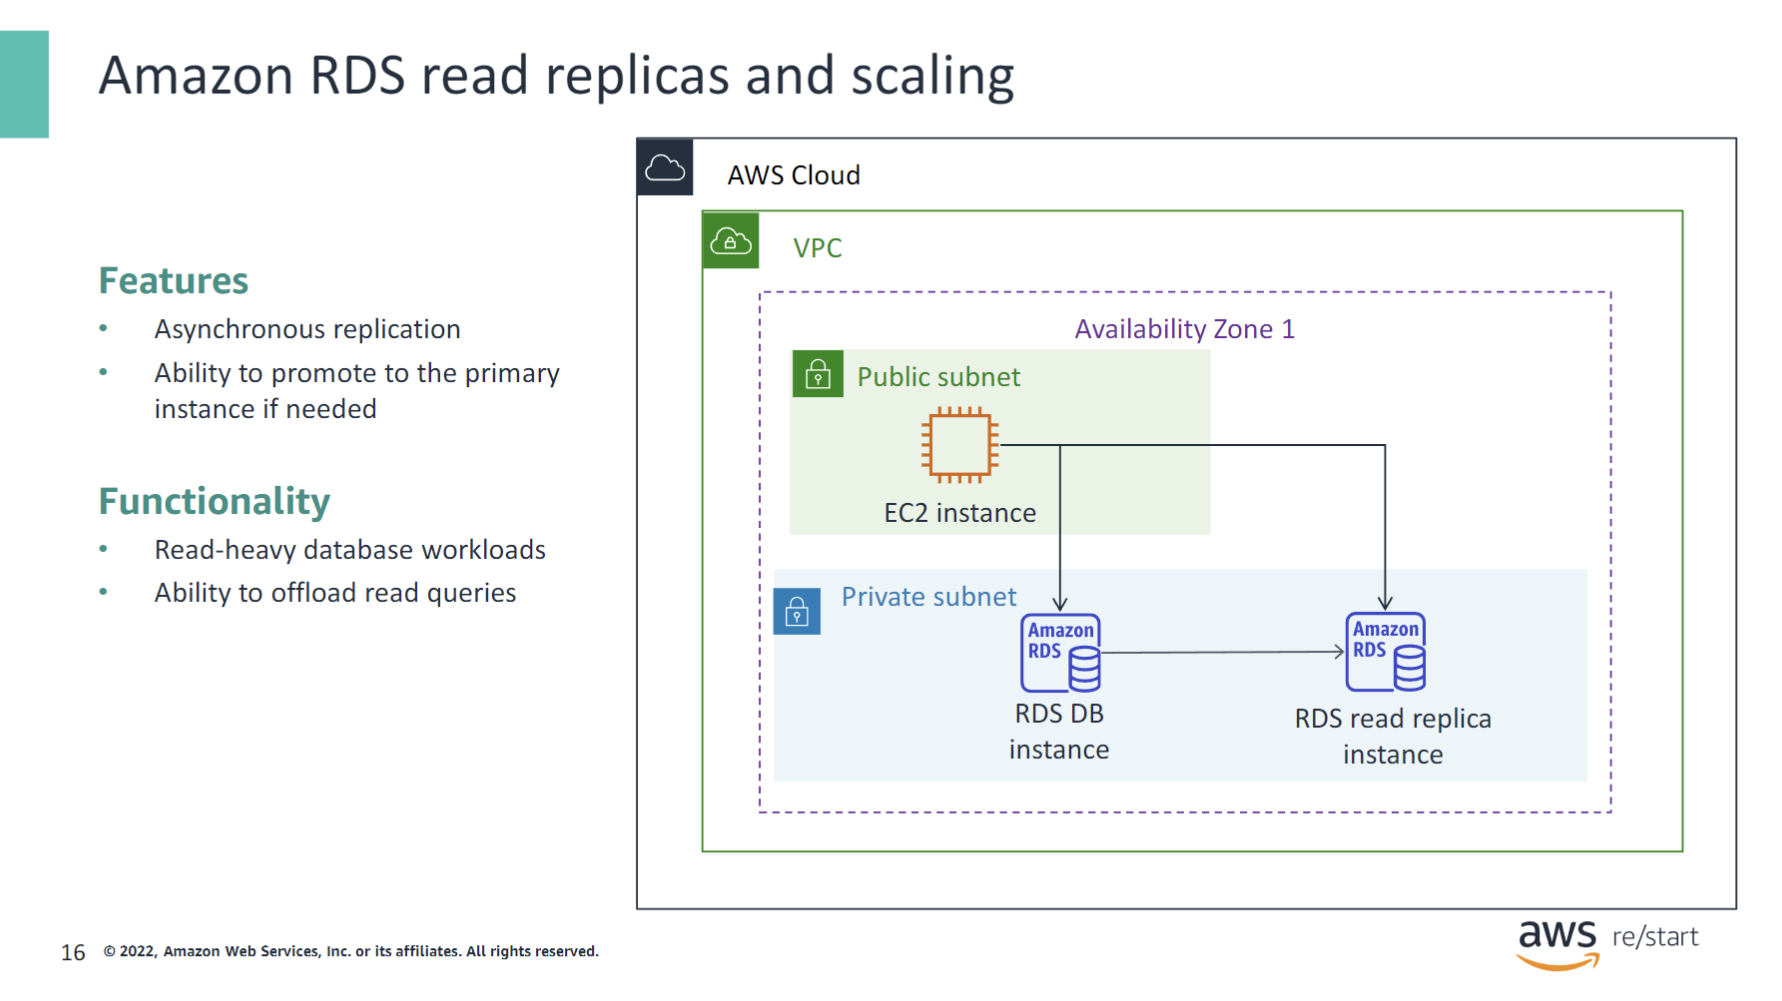 Amazon RDS read replicas and scaling
Features
• Asynchronous replication
• Ability to promote to the primary
instance if needed
Functionality
• Read-heavy database workloads
• Ability to offload read queries
AWS Cloud
VPC
Availability Zone 1
Public subnet
EC2 instance
Private subnet
Amazon
RDS
RDS DB
instance
Amazon
RDS
RDS read replica
instance
16 © 2022, Amazon Web Services, Inc. or its affiliates. All rights reserved.
aws re/start